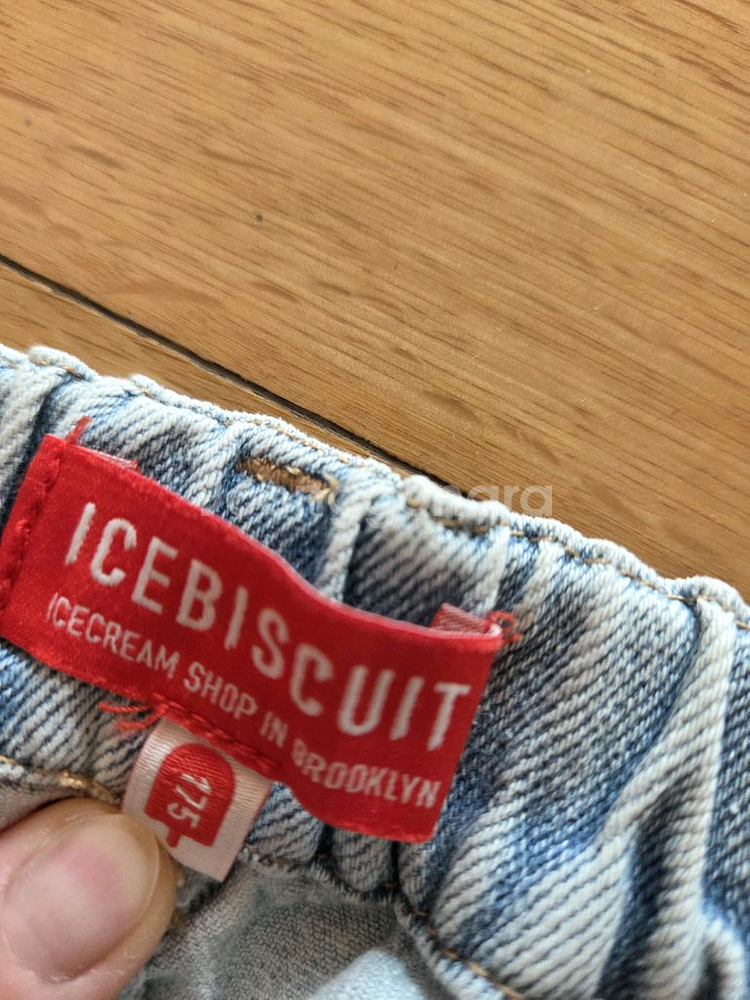 ICEBISCUIT
ICECREAM SHOP IN BROOKLYN
175